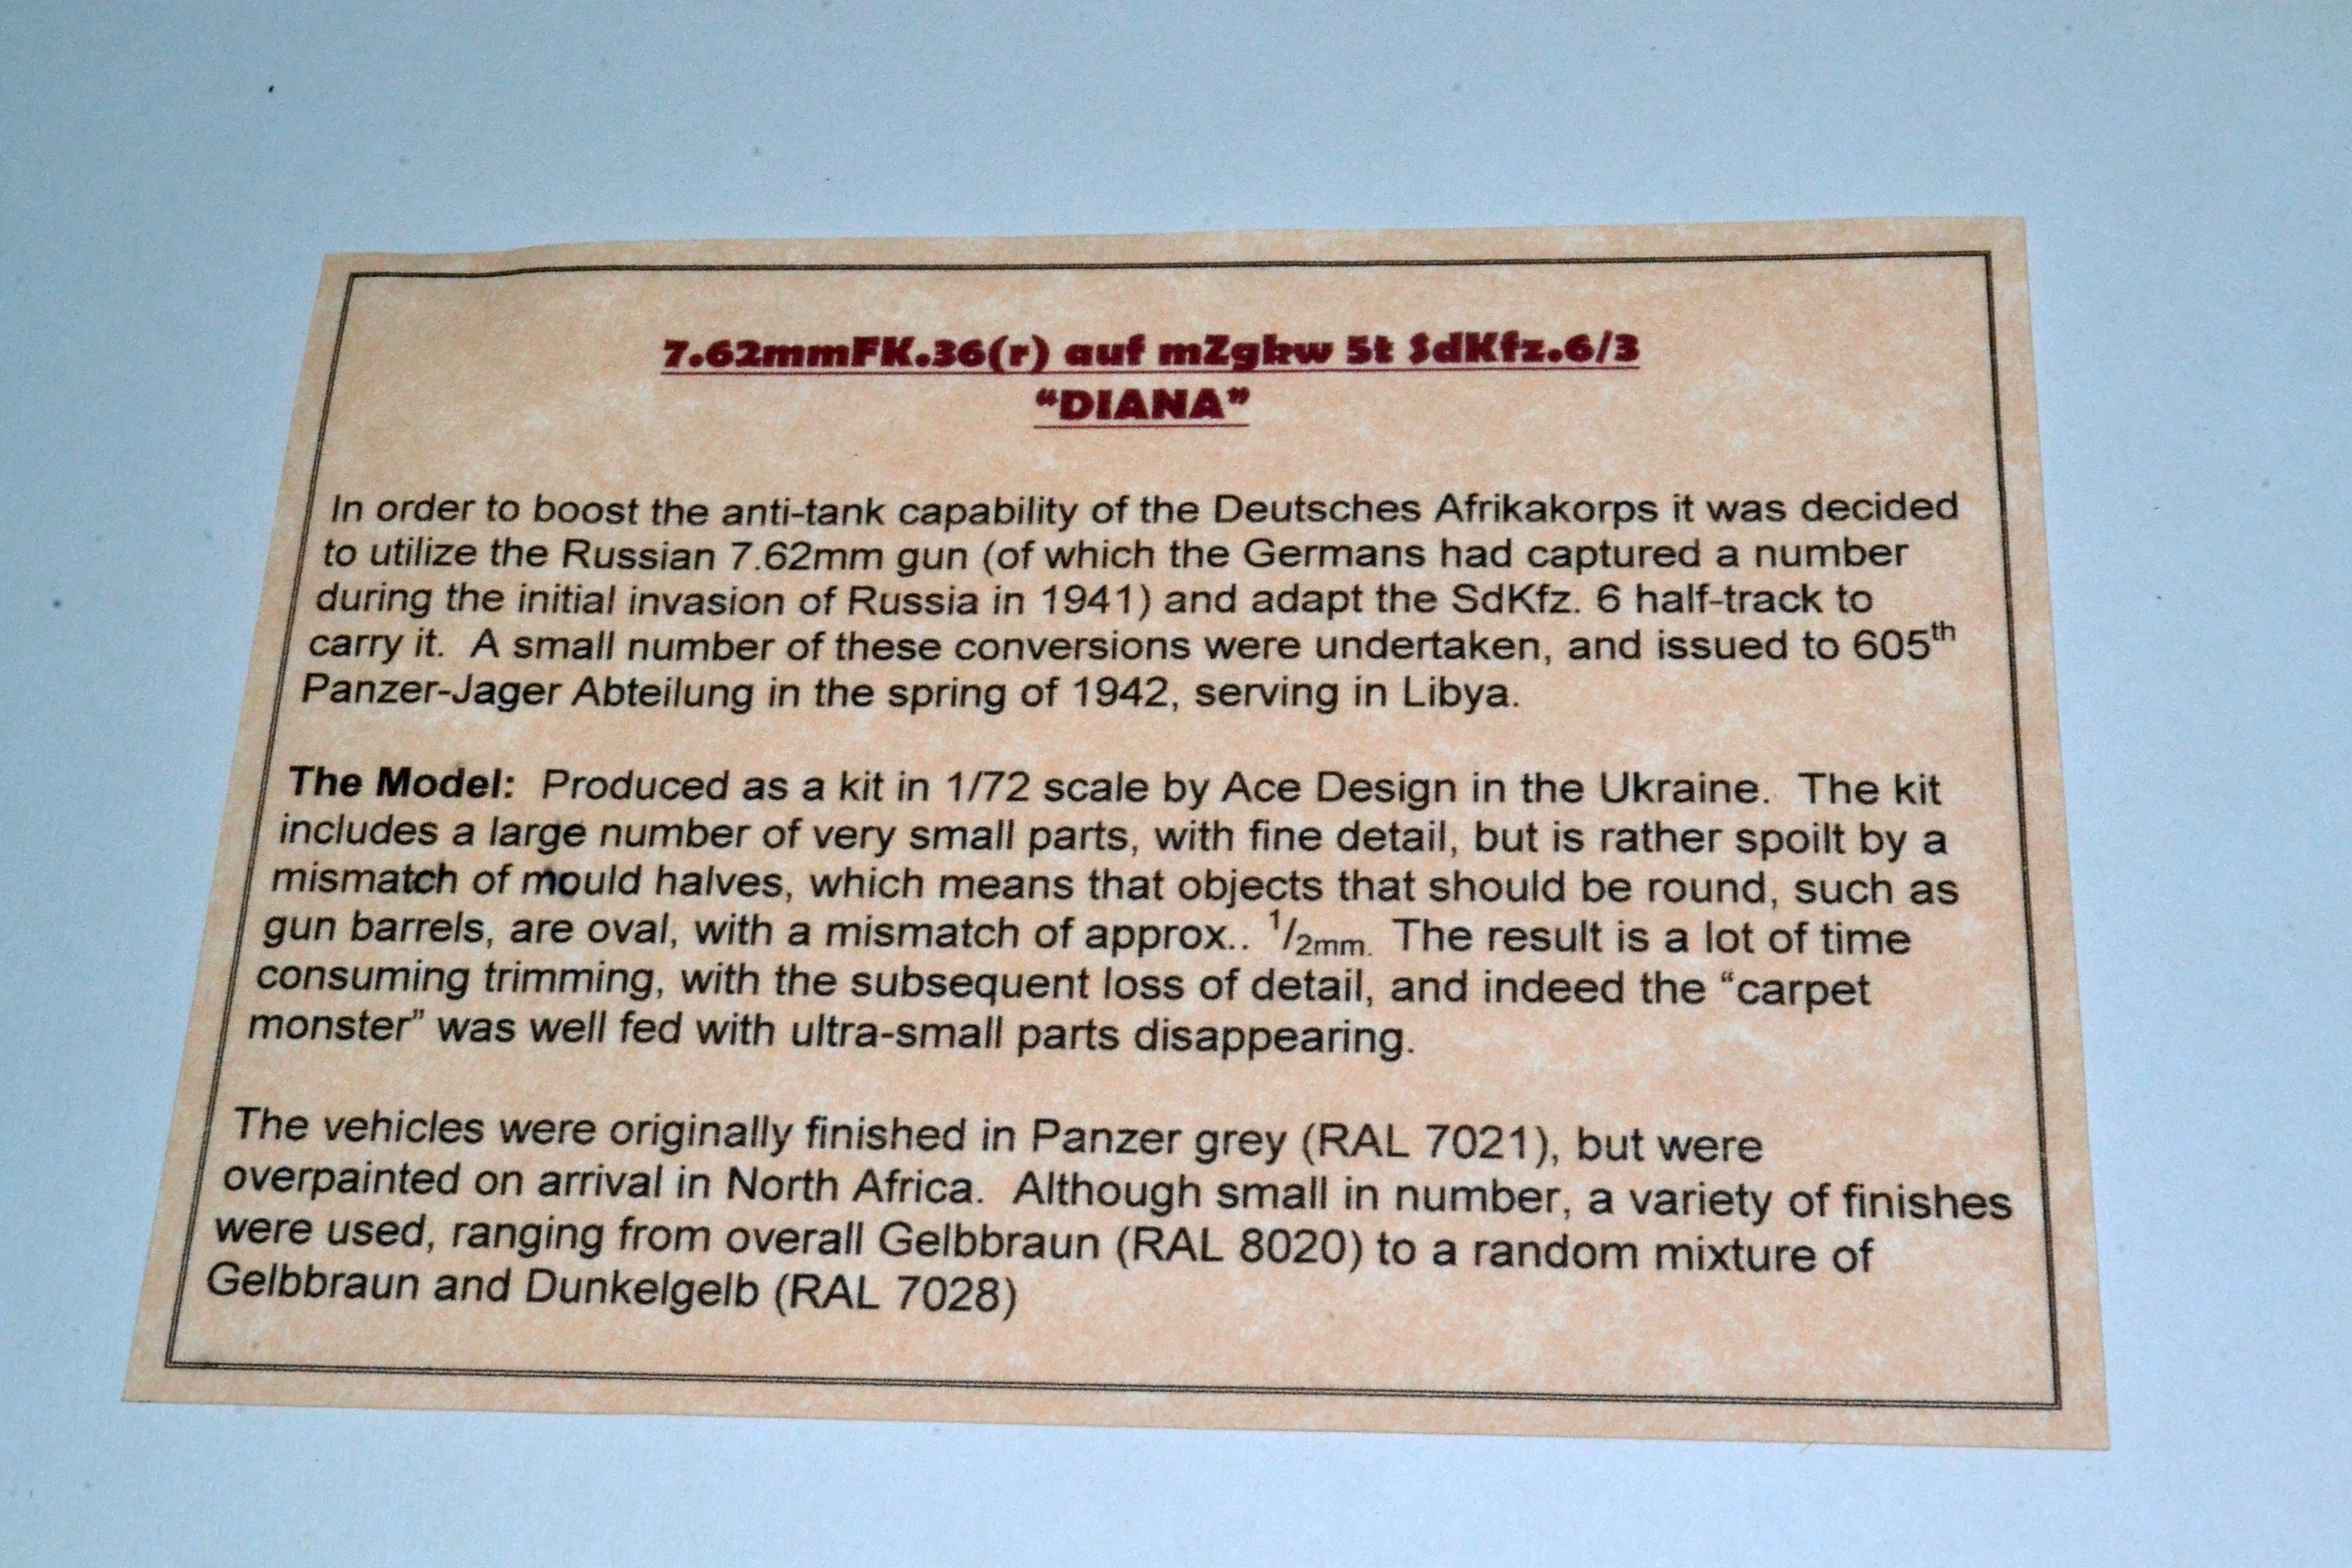 7.62mmFK.36(r) auf mZgkw 5t SdKfz.6/3
“DIANA”
In order to boost the anti-tank capability of the Deutsches Afrikakorps it was decided
to utilize the Russian 7.62mm gun (of which the Germans had captured a number
during the initial invasion of Russia in 1941) and adapt the SdKfz. 6 half-track to
carry it.  A small number of these conversions were undertaken, and issued to 605th
Panzer-Jager Abteilung in the spring of 1942, serving in Libya.
The Model:  Produced as a kit in 1/72 scale by Ace Design in the Ukraine.  The kit
includes a large number of very small parts, with fine detail, but is rather spoilt by a
mismatch of mould halves, which means that objects that should be round, such as
gun barrels, are oval, with a mismatch of approx.. 1/2mm. The result is a lot of time
consuming trimming, with the subsequent loss of detail, and indeed the “carpet
monster” was well fed with ultra-small parts disappearing.
The vehicles were originally finished in Panzer grey (RAL 7021), but were
overpainted on arrival in North Africa.  Although small in number, a variety of finishes
were used, ranging from overall Gelbbraun (RAL 8020) to a random mixture of
Gelbbraun and Dunkelgelb (RAL 7028)